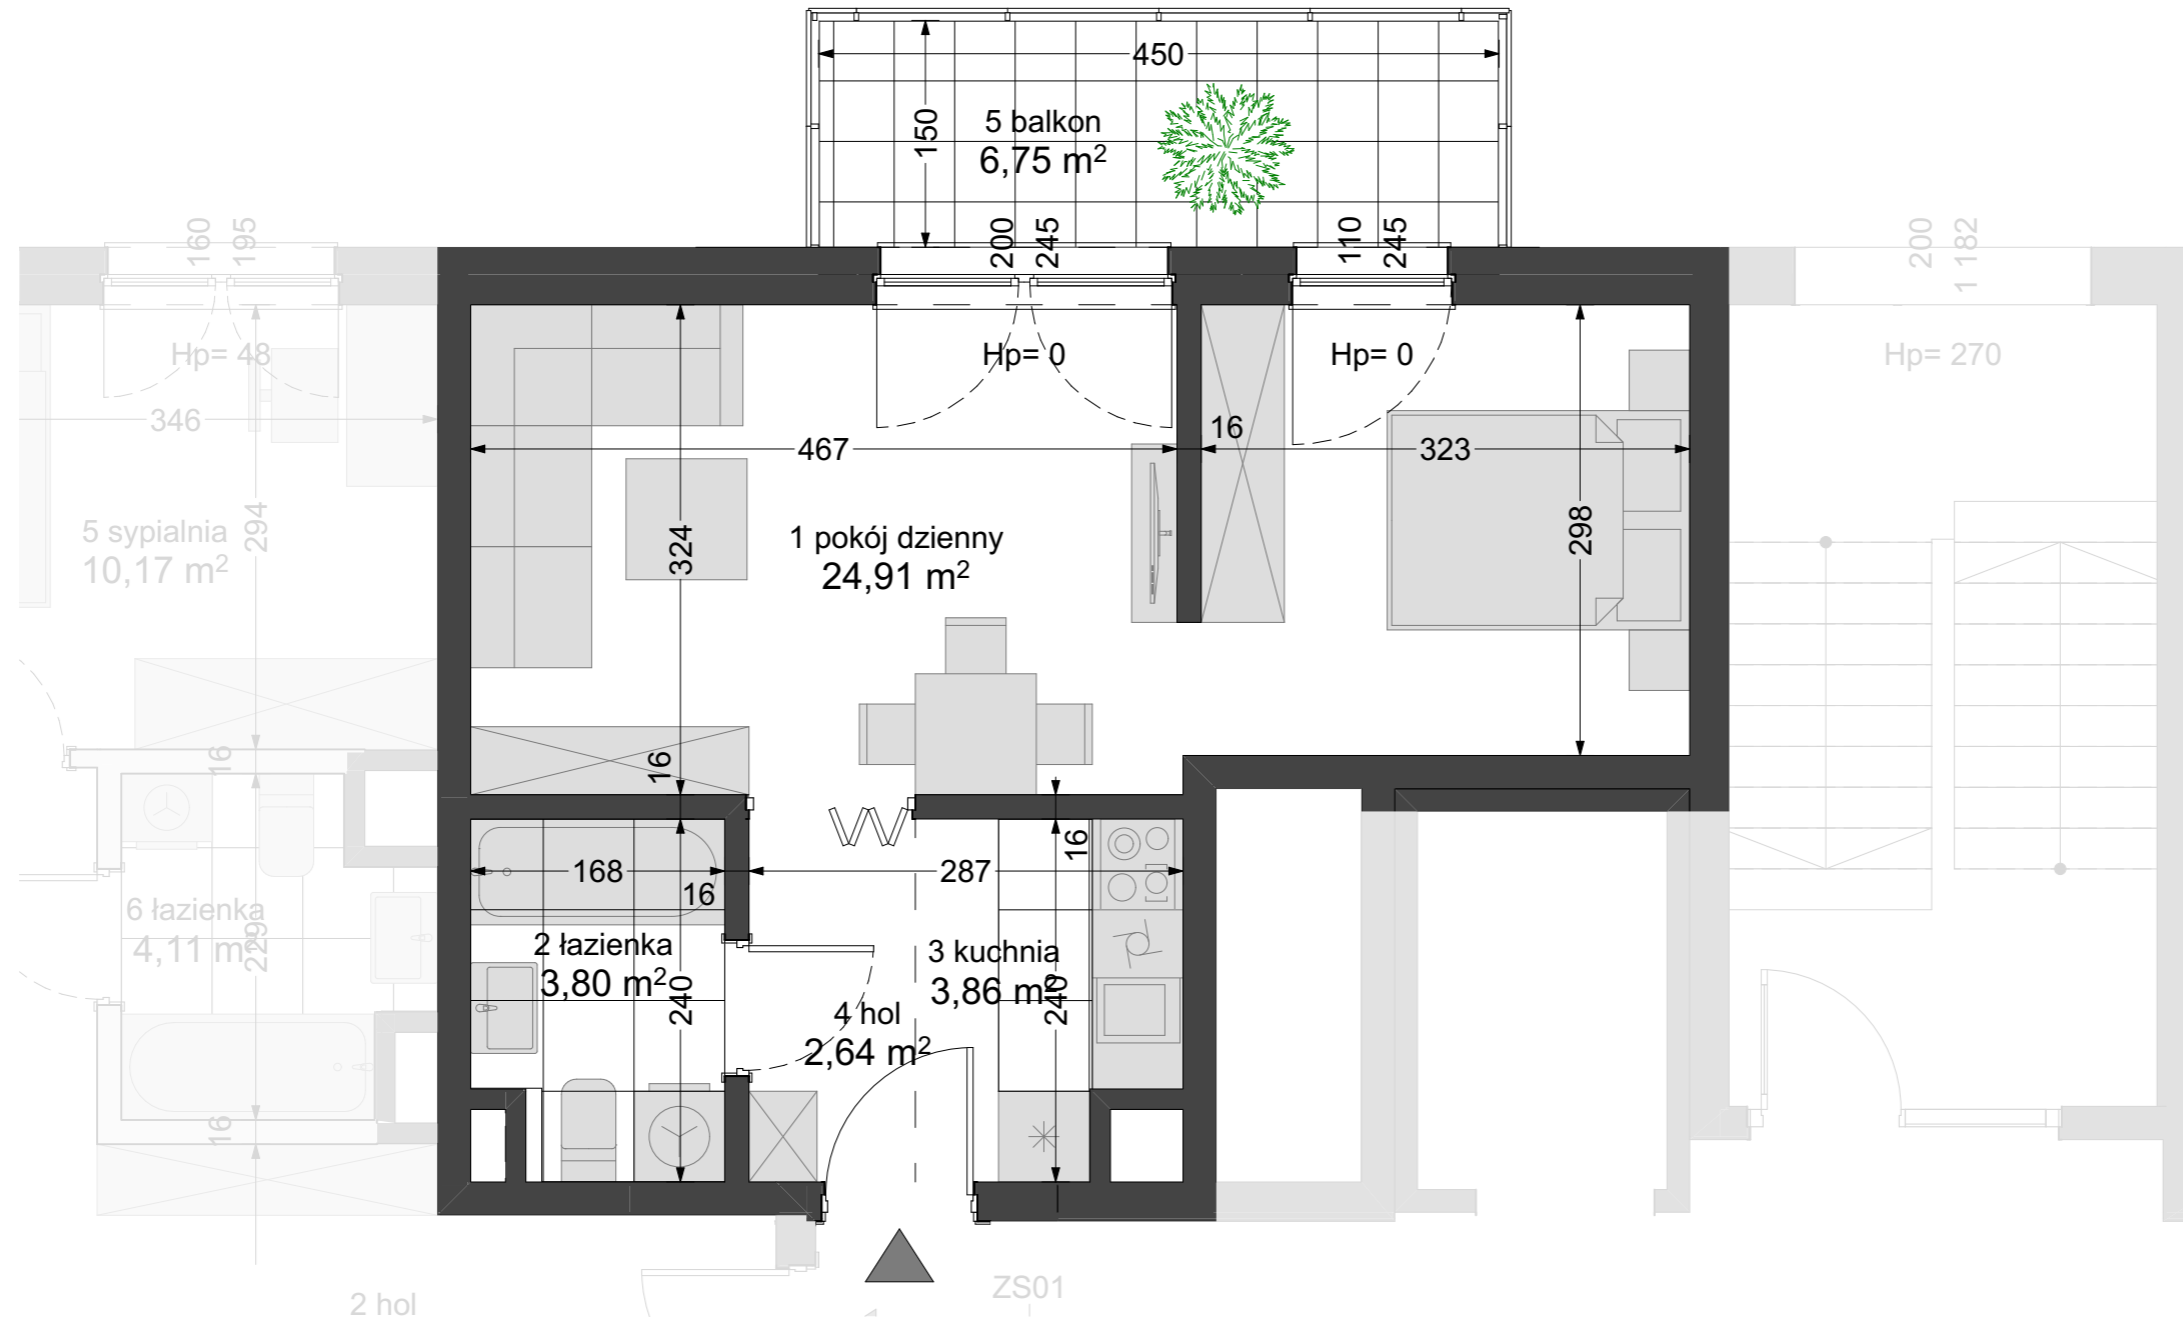 450
150
5 balkon
6,75 m²
160
195
200
245
110
245
200
1 182
Hp= 48
Hp= 0
Hp= 0
Hp= 270
346
16
467
323
5 sypialnia
10,17 m²
294
324
1 pokój dzienny
24,91 m²
298
16
16
16
168
16
287
6 łazienka
4,11 m²
229
2 łazienka
3,80 m²
240
3 kuchnia
3,86 m²
240
4 hol
2,64 m²
16
2 hol
ZS01